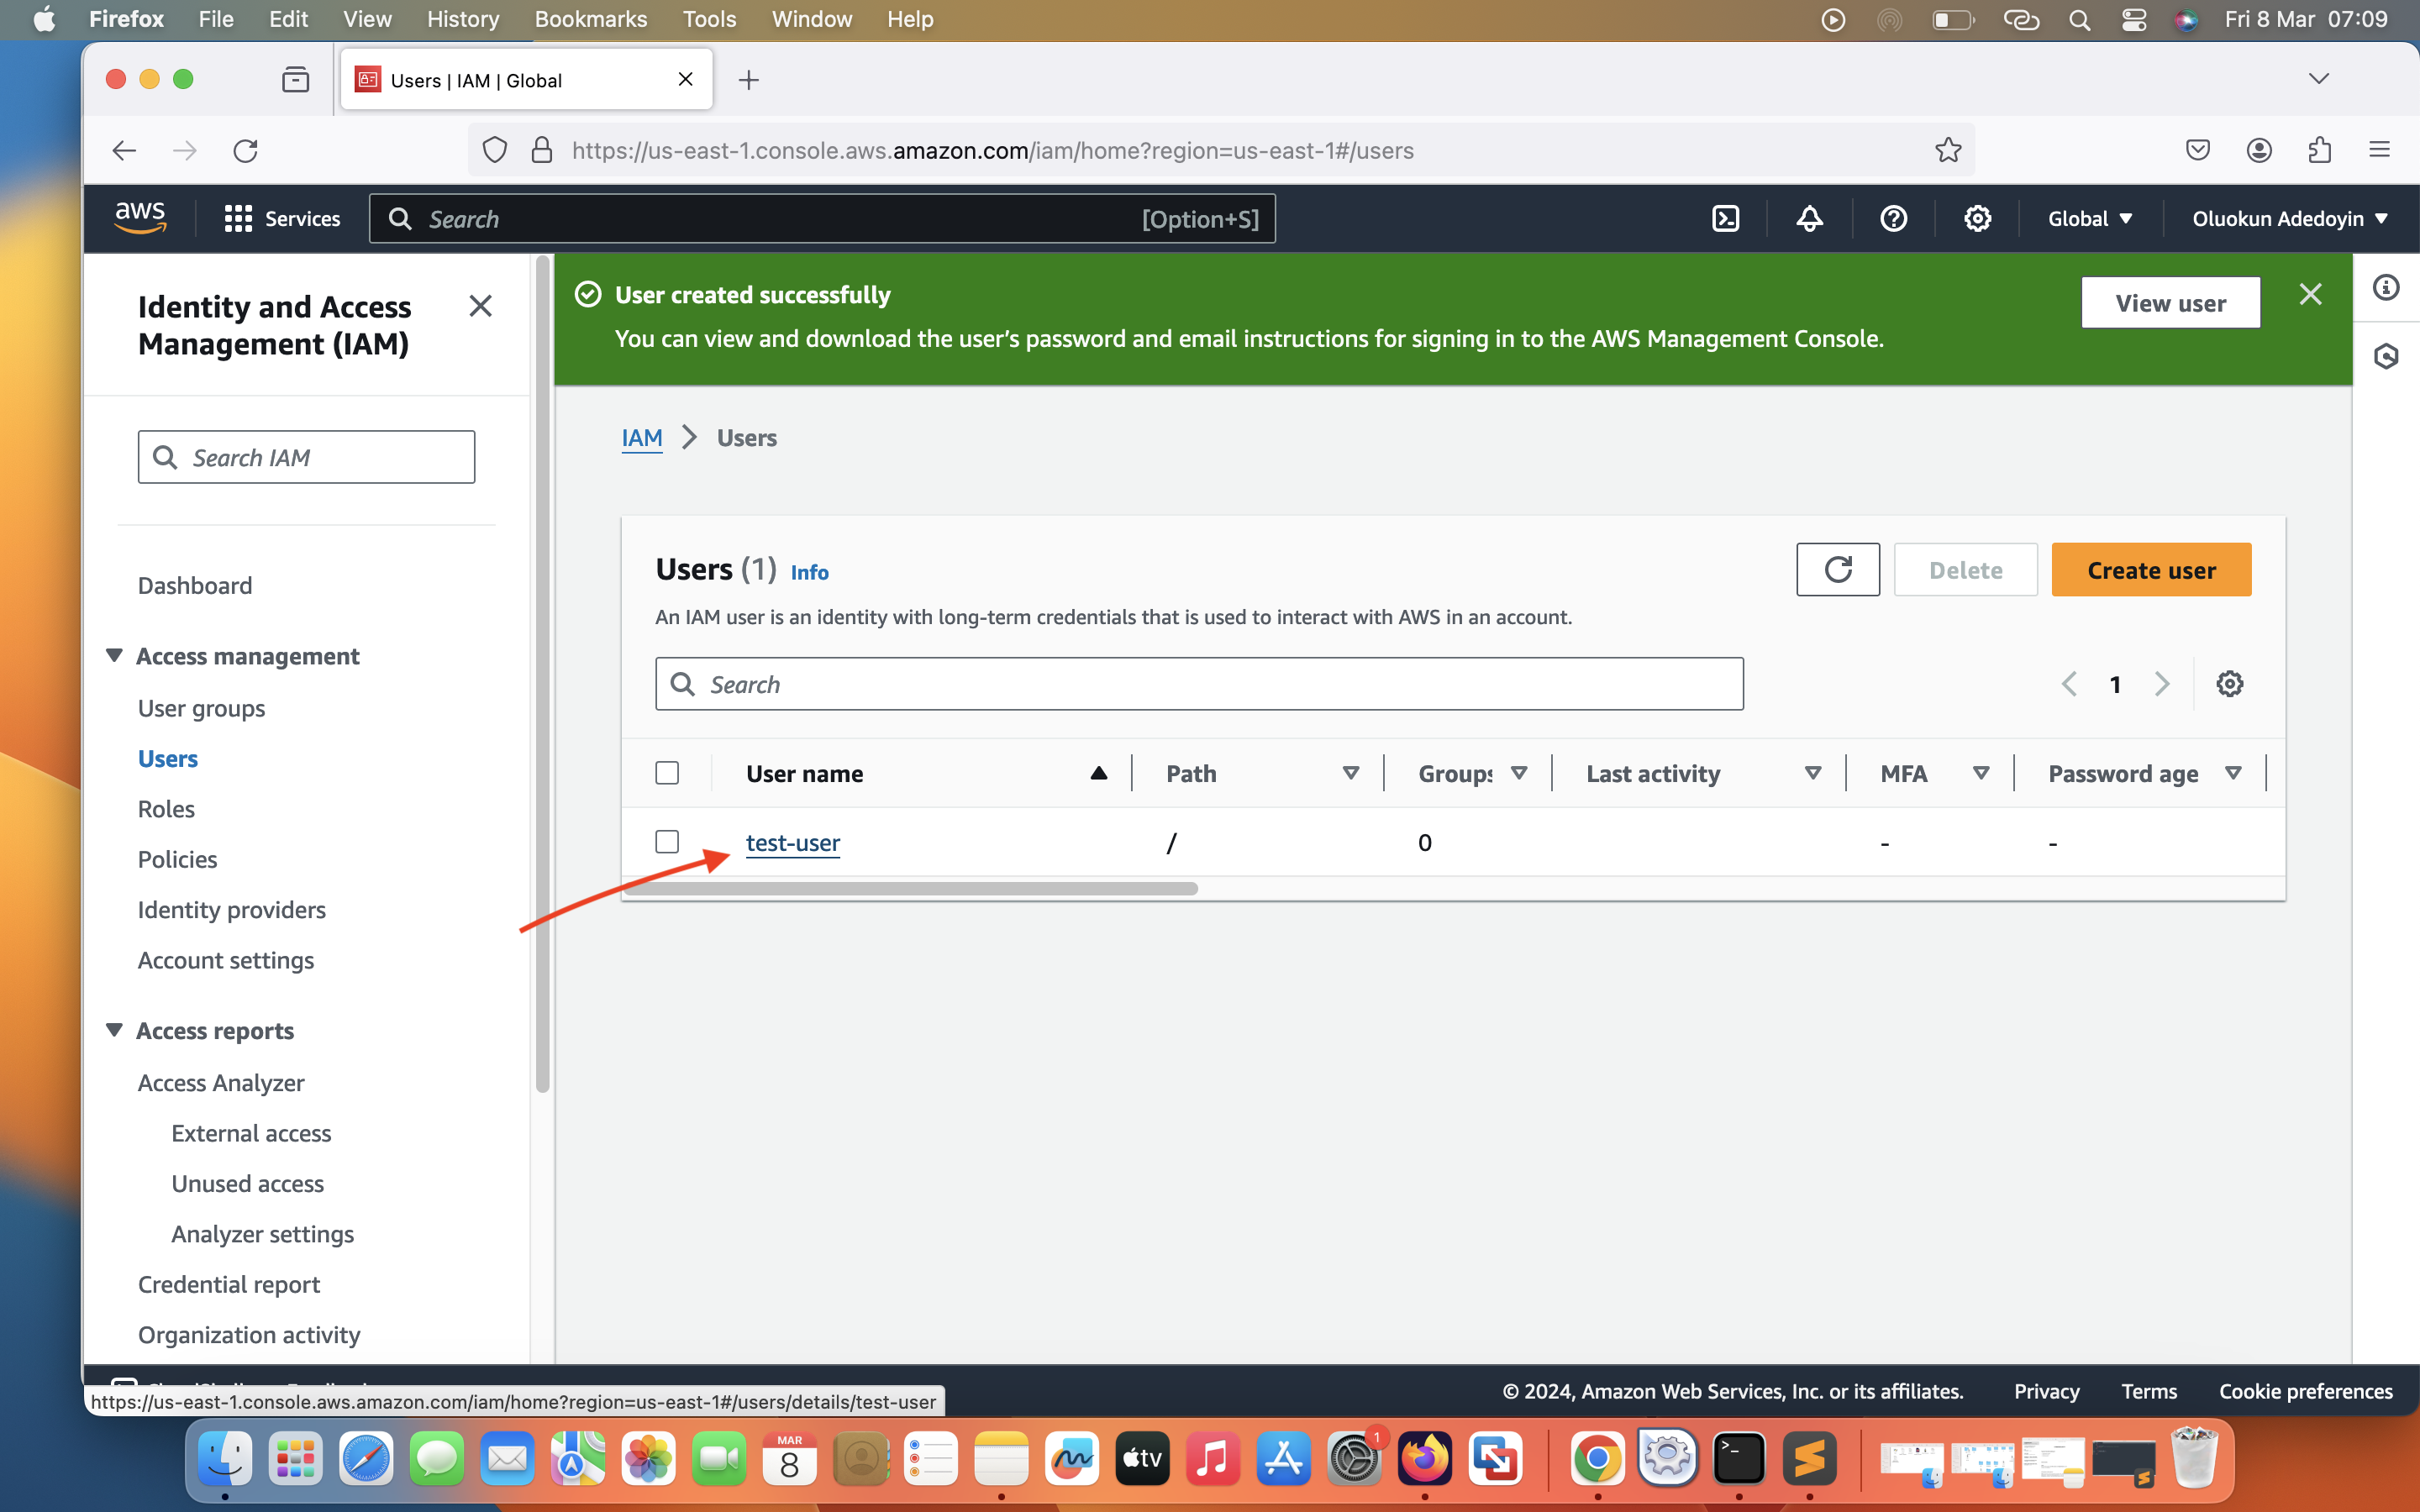 Firefox File Edit View History Bookmarks Tools Window Help Fri 8 Mar 07:09
Users | IAM | Global
https://us-east-1.console.aws.amazon.com/iam/home?region=us-east-1#/users
aws Services Search [Option+S] Global Oluokun Adedoyin
Identity and Access
Management (IAM)
Search IAM
Dashboard
Access management
User groups
Users
Roles
Policies
Identity providers
Account settings
Access reports
Access Analyzer
External access
Unused access
Analyzer settings
Credential report
Organization activity
User created successfully
You can view and download the user’s password and email instructions for signing in to the AWS Management Console.
View user
IAM > Users
Users (1) Info
Delete
Create user
An IAM user is an identity with long-term credentials that is used to interact with AWS in an account.
Search
1
User name Path Groups Last activity MFA Password age
test-user / 0 - -
© 2024, Amazon Web Services, Inc. or its affiliates. Privacy Terms Cookie preferences
https://us-east-1.console.aws.amazon.com/iam/home?region=us-east-1#/users/details/test-user
MAR
8
tv
1